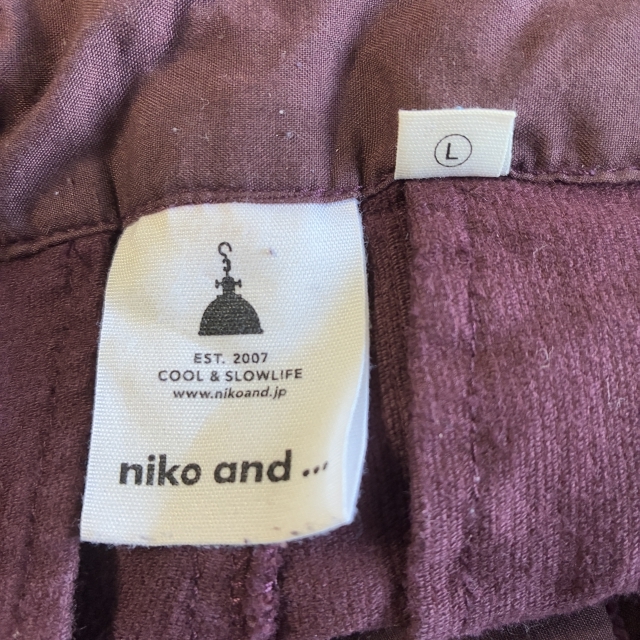 L
EST. 2007
COOL & SLOWLIFE
www.nikoand.jp
niko and ...